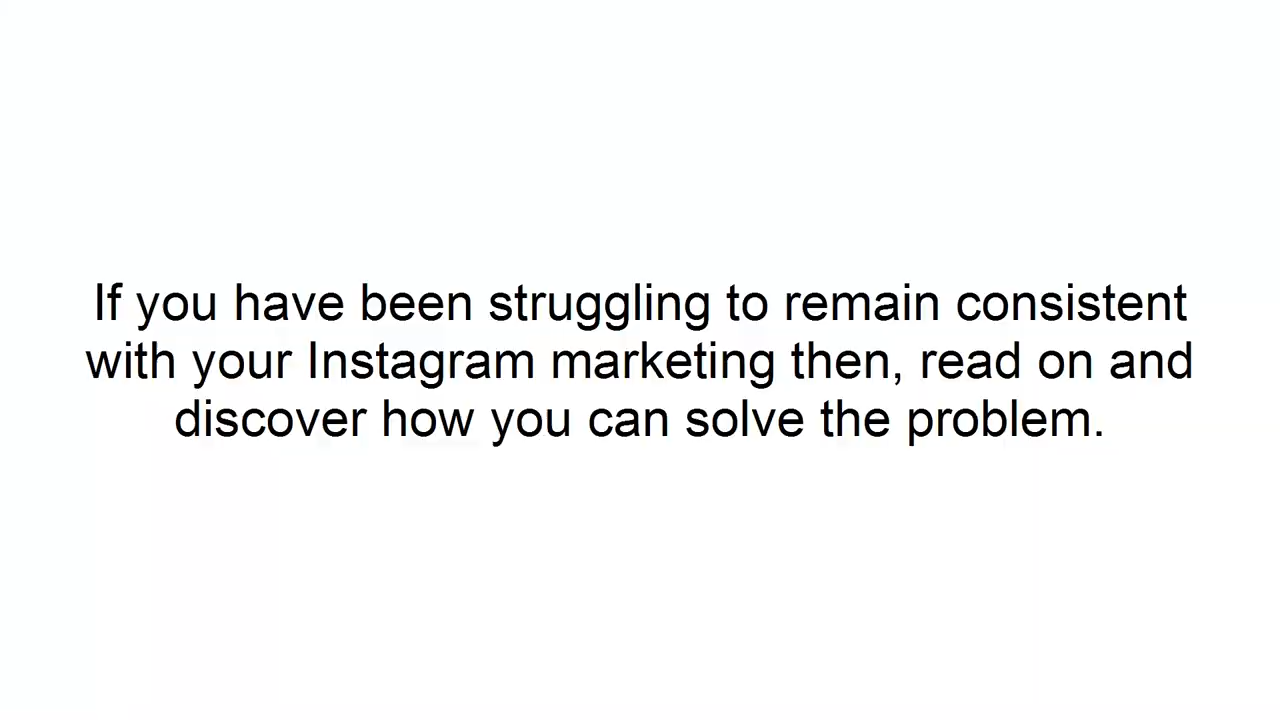 If you have been struggling to remain consistent
with your Instagram marketing then, read on and
discover how you can solve the problem.